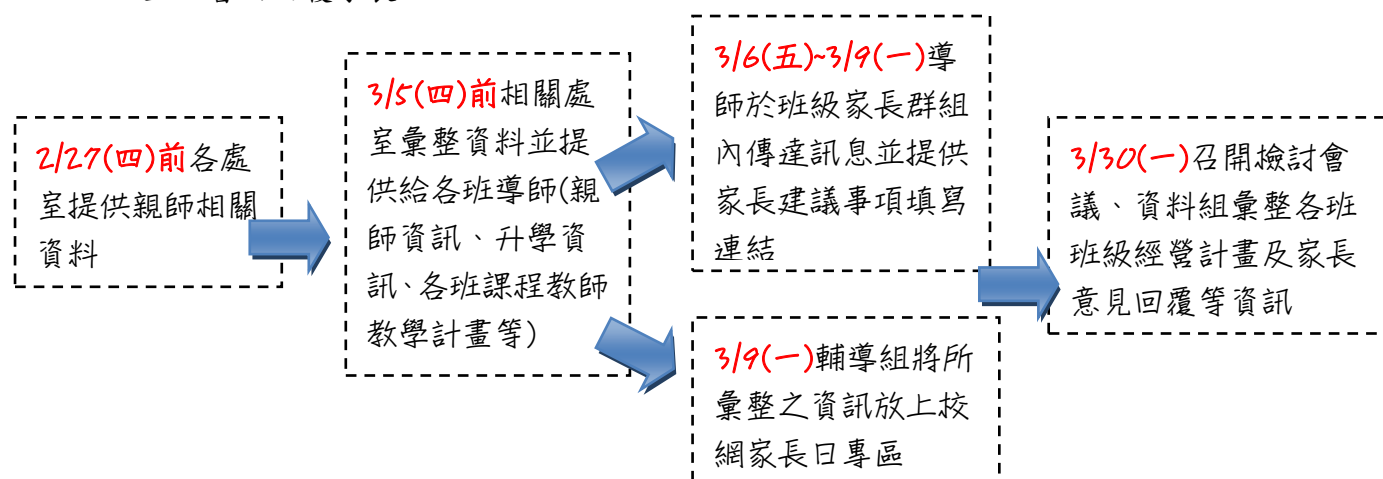 2/27(四)前各處
室提供親師相關
資料
3/5(四)前相關處
室彙整資料並提
供給各班導師(親
師資訊、升學資
訊、各班課程教師
教學計畫等)
3/6(五)~3/9(一)導
師於班級家長群組
內傳達訊息並提供
家長建議事項填寫
連結
3/9(一)輔導組將所
彙整之資訊放上校
網家長日專區
3/30(一)召開檢討會
議、資料組彙整各班
班級經營計畫及家長
意見回覆等資訊